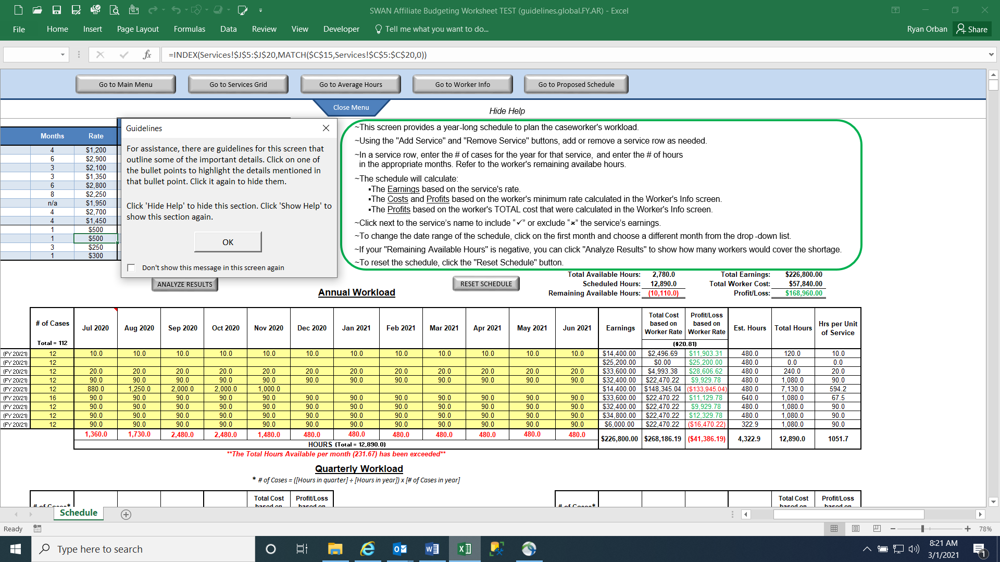 SWAN Affiliate Budgeting Worksheet TEST (guidelines.global.FY.AR) - Excel
File Home Insert Page Layout Formulas Data Review View Developer Tell me what you want to do... Ryan Orban Share
fx =INDEX(Services!$J$5:$J$20,MATCH($C$15,Services!$C$5:$C$20,0))
Go to Main Menu Go to Services Grid Go to Average Hours Go to Worker Info Go to Proposed Schedule
Close Menu
Hide Help
Months Rate
4 $1,200
6 $2,900
3 $2,100
3 $1,350
6 $2,800
8 $2,250
n/a $1,950
4 $2,700
4 $1,450
1 $500
1 $500
3 $250
1 $300
Guidelines
For assistance, there are guidelines for this screen that
outline some of the important details. Click on one of
the bullet points to highlight the details mentioned in
that bullet point. Click it again to hide them.
Click 'Hide Help' to hide this section. Click 'Show Help' to
show this section again.
OK
Don't show this message in this screen again
~This screen provides a year-long schedule to plan the caseworker's workload.
~Using the "Add Service" and "Remove Service" buttons, add or remove a service row as needed.
~In a service row, enter the # of cases for the year for that service, and enter the # of hours
in the appropriate months. Refer to the worker's remaining availabe hours.
~The schedule will calculate:
▪The Earnings based on the service's rate.
▪The Costs and Profits based on the worker's minimum rate calculated in the Worker's Info screen.
▪The Profits based on the worker's TOTAL cost that were calculated in the Worker's Info screen.
~Click next to the service's name to include “✓” or exclude “×” the service's earnings.
~To change the date range of the schedule, click on the first month and choose a different month from the drop-down list.
~If your "Remaining Available Hours" is negative, you can click "Analyze Results" to show how many workers would cover the shortage.
~To reset the schedule, click the "Reset Schedule" button.
ANALYZE RESULTS
Annual Workload
RESET SCHEDULE
Total Available Hours: 2,780.0 Total Earnings: $226,800.00
Scheduled Hours: 12,890.0 Total Worker Cost: $57,840.00
Remaining Available Hours: (10,110.0) Profit/Loss: $168,960.00
# of Cases Total = 112 Jul 2020 Aug 2020 Sep 2020 Oct 2020 Nov 2020 Dec 2020 Jan 2021 Feb 2021 Mar 2021 Apr 2021 May 2021 Jun 2021 Earnings Total Cost based on Worker Rate Profit/Loss based on Worker Rate Est. Hours Total Hours Hrs per Unit of Service
($20.81)
(FY 20/21) 12 10.0 10.0 10.0 10.0 10.0 10.0 10.0 10.0 10.0 10.0 10.0 10.0 $14,400.00 $2,496.69 $11,903.31 480.0 120.0 10.0
(FY 20/21) 12 $25,200.00 $0.00 $25,200.00 480.0 0.0 0.0
(FY 20/21) 12 20.0 20.0 20.0 20.0 20.0 20.0 20.0 20.0 20.0 20.0 20.0 20.0 $33,600.00 $4,993.38 $28,606.62 480.0 240.0 20.0
(FY 20/21) 12 90.0 90.0 90.0 90.0 90.0 90.0 90.0 90.0 90.0 90.0 90.0 90.0 $32,400.00 $22,470.22 $9,929.78 480.0 1,080.0 90.0
(FY 20/21) 12 880.0 1,250.0 2,000.0 2,000.0 1,000.0 $14,400.00 $148,345.04 ($133,945.04) 480.0 7,130.0 594.2
(FY 20/21) 16 90.0 90.0 90.0 90.0 90.0 90.0 90.0 90.0 90.0 90.0 90.0 90.0 $33,600.00 $22,470.22 $11,129.78 640.0 1,080.0 67.5
(FY 20/21) 12 90.0 90.0 90.0 90.0 90.0 90.0 90.0 90.0 90.0 90.0 90.0 90.0 $32,400.00 $22,470.22 $9,929.78 480.0 1,080.0 90.0
(FY 20/21) 12 90.0 90.0 90.0 90.0 90.0 90.0 90.0 90.0 90.0 90.0 90.0 90.0 $34,800.00 $22,470.22 $12,329.78 480.0 1,080.0 90.0
(FY 20/21) 12 90.0 90.0 90.0 90.0 90.0 90.0 90.0 90.0 90.0 90.0 90.0 90.0 $6,000.00 $22,470.22 ($16,470.22) 322.9 1,080.0 90.0
1,360.0 1,730.0 2,480.0 2,480.0 1,480.0 480.0 480.0 480.0 480.0 480.0 480.0 480.0 $226,800.00 $268,186.19 ($41,386.19) 4,322.9 12,890.0 1051.7
HOURS (Total = 12,890.0)
**The Total Hours Available per month (231.67) has been exceeded**
Quarterly Workload
* # of Cases = ([Hours in quarter] ÷ [Hours in year]) x [# of Cases in year]
Total Cost Profit/Loss Total Cost Profit/Loss
# of Cases* based on based on # of Cases* based on based on
Schedule
Ready 78%
Type here to search
8:21 AM
3/1/2021
1